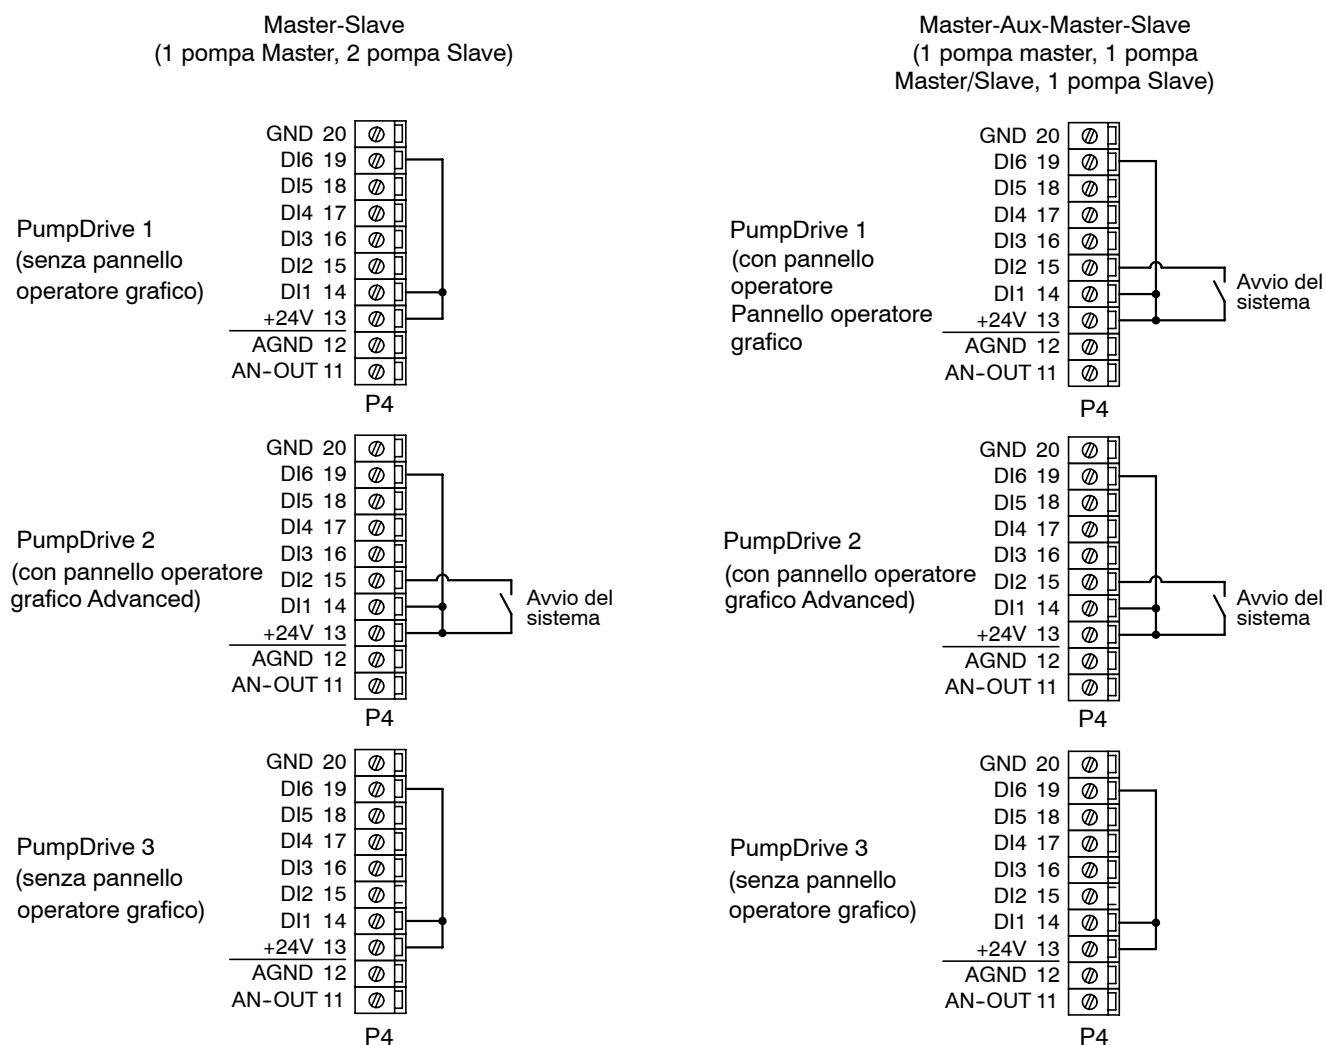 Master-Slave
(1 pompa Master, 2 pompa Slave)
PumpDrive 1
(senza pannello
operatore grafico)
GND 20
DI6 19
DI5 18
DI4 17
DI3 16
DI2 15
DI1 14
+24V 13
AGND 12
AN-OUT 11
P4
PumpDrive 2
(con pannello operatore
grafico Advanced)
GND 20
DI6 19
DI5 18
DI4 17
DI3 16
DI2 15
DI1 14
+24V 13
AGND 12
AN-OUT 11
Avvio del
sistema
P4
PumpDrive 3
(senza pannello
operatore grafico)
GND 20
DI6 19
DI5 18
DI4 17
DI3 16
DI2 15
DI1 14
+24V 13
AGND 12
AN-OUT 11
P4
Master-Aux-Master-Slave
(1 pompa master, 1 pompa
Master/Slave, 1 pompa Slave)
PumpDrive 1
(con pannello
operatore
Pannello operatore
grafico
GND 20
DI6 19
DI5 18
DI4 17
DI3 16
DI2 15
DI1 14
+24V 13
AGND 12
AN-OUT 11
Avvio del
sistema
P4
PumpDrive 2
(con pannello operatore
grafico Advanced)
GND 20
DI6 19
DI5 18
DI4 17
DI3 16
DI2 15
DI1 14
+24V 13
AGND 12
AN-OUT 11
Avvio del
sistema
P4
PumpDrive 3
(senza pannello
operatore grafico)
GND 20
DI6 19
DI5 18
DI4 17
DI3 16
DI2 15
DI1 14
+24V 13
AGND 12
AN-OUT 11
P4